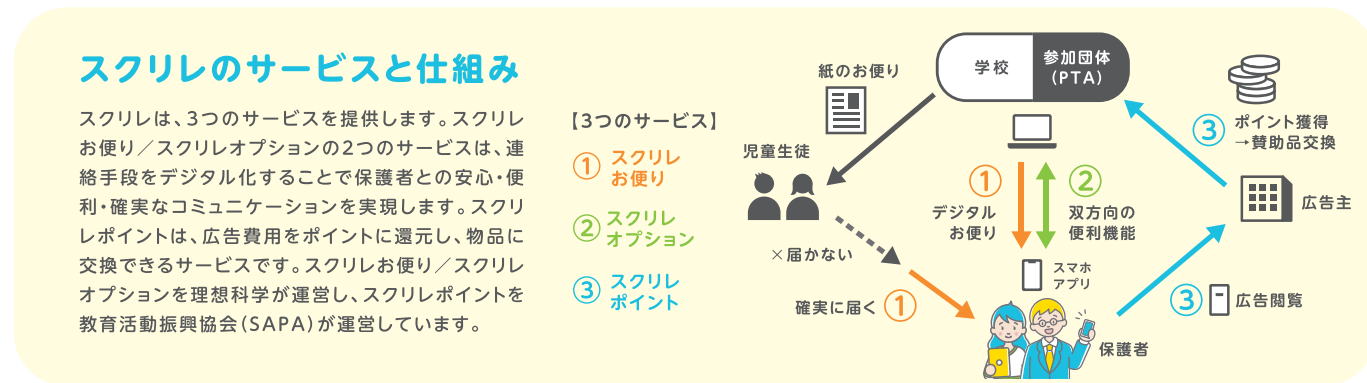 スクリレのサービスと仕組み
スクリレは、3つのサービスを提供します。スクリレ
お便り／スクリレオプションの2つのサービスは、連
絡手段をデジタル化することで保護者との安心・便
利・確実なコミュニケーションを実現します。スクリ
レポイントは、広告費用をポイントに還元し、物品に
交換できるサービスです。スクリレお便り／スクリレ
オプションを理想科学が運営し、スクリレポイントを
教育活動振興協会（SAPA）が運営しています。
【3つのサービス】
① スクリレ
お便り
② スクリレ
オプション
③ スクリレ
ポイント
学校
参加団体
（PTA）
紙のお便り
児童生徒
×届かない
確実に届く ①
①
デジタル
お便り
②
双方向の
便利機能
スマホ
アプリ
保護者
③ 広告閲覧
広告主
③ ポイント獲得
→賛助品交換